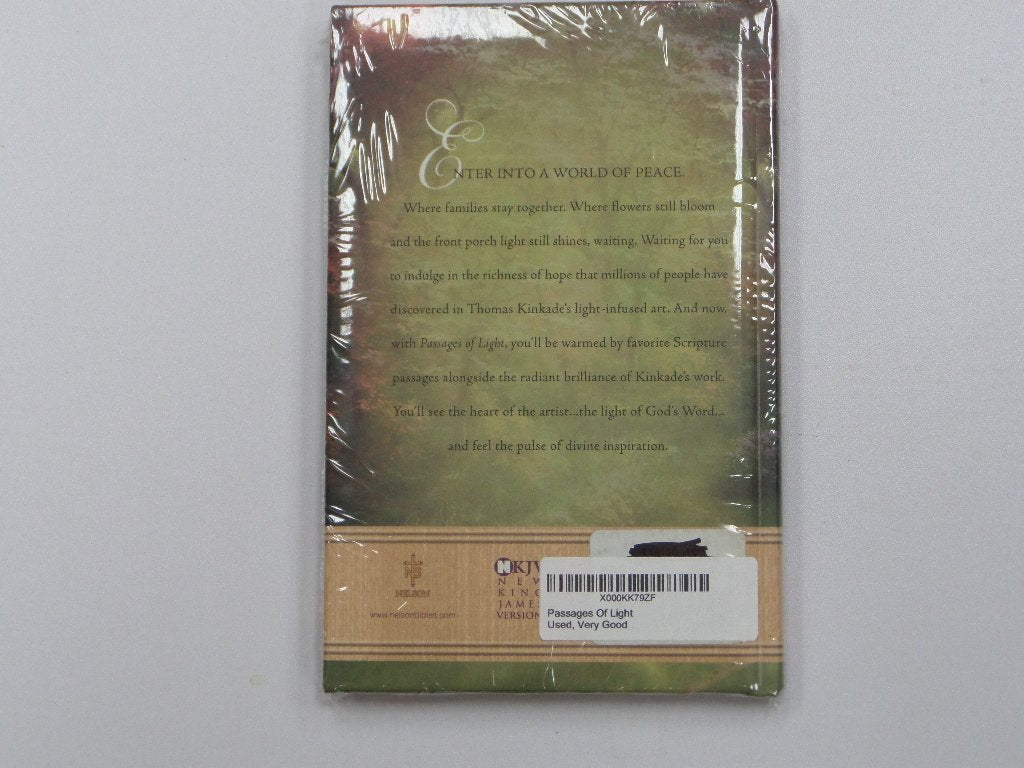 ENTER INTO A WORLD OF PEACE.
Where families stay together. Where flowers still bloom
and the front porch light still shines, waiting. Waiting for you
to indulge in the richness of hope that millions of people have
discovered in Thomas Kinkade's light-infused art. And now,
with Passages of Light, you'll be warmed by favorite Scripture
passages alongside the radiant brilliance of Kinkade's work.
You'll see the heart of the artist...the light of God's Word...
and feel the pulse of divine inspiration.
NELSON
www.nelsonbibles.com
NKJV
NEW
KING
JAMES
VERSION
X000KK79ZF
Passages Of Light
Used, Very Good